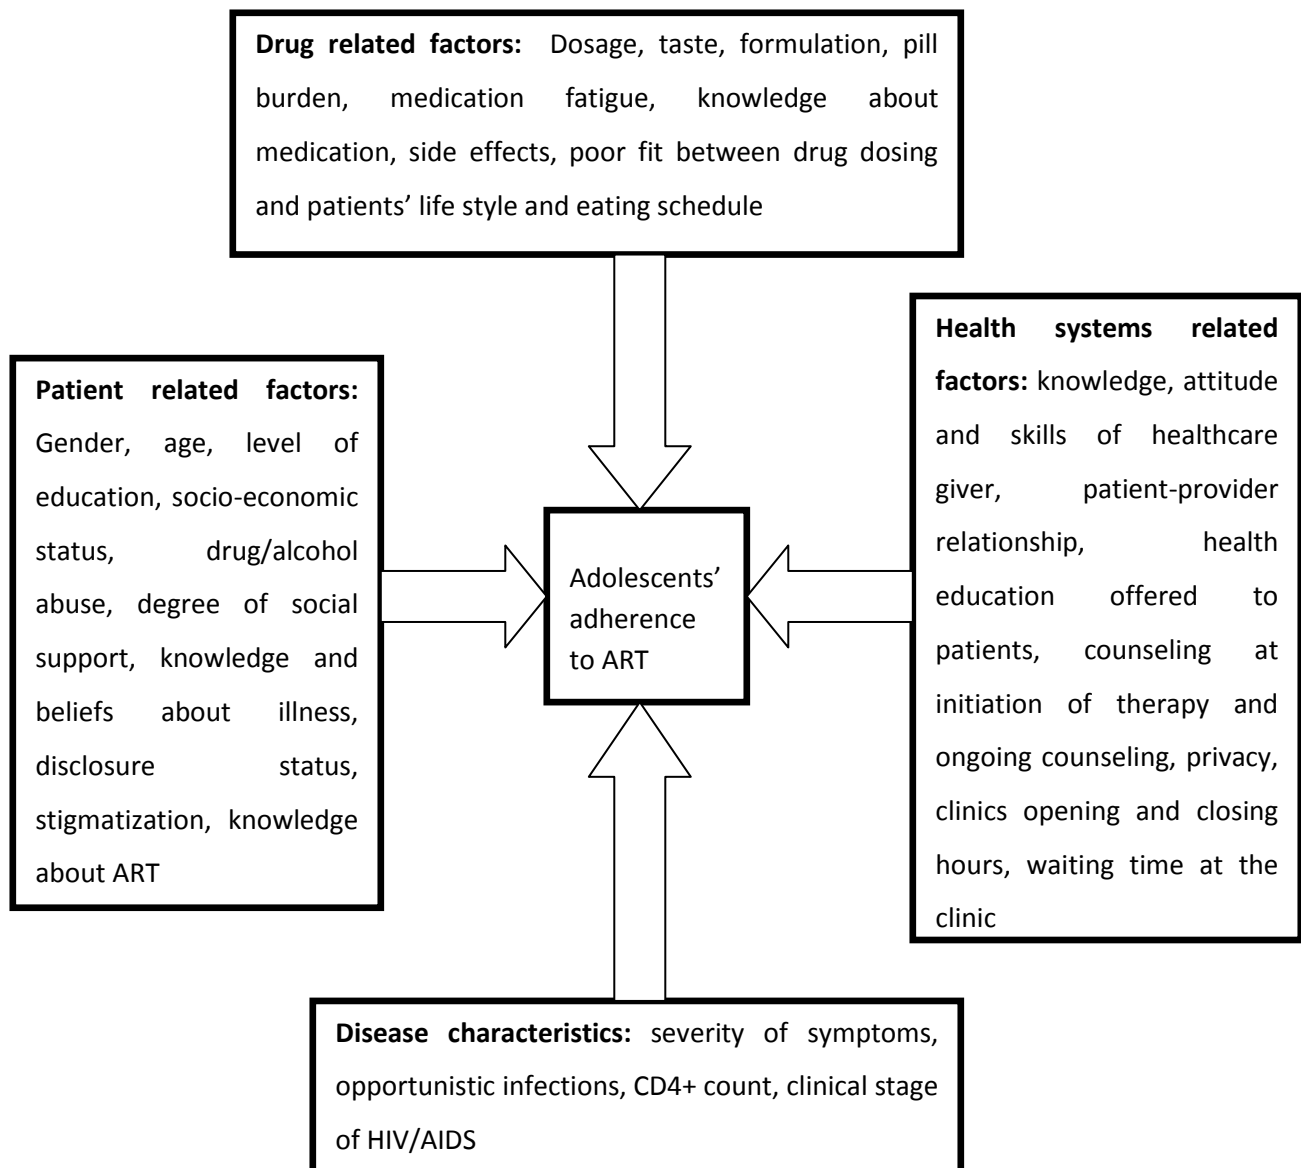 Drug related factors: Dosage, taste, formulation, pill
burden, medication fatigue, knowledge about
medication, side effects, poor fit between drug dosing
and patients’ life style and eating schedule
Patient related factors:
Gender, age, level of
education, socio-economic
status, drug/alcohol
abuse, degree of social
support, knowledge and
beliefs about illness,
disclosure status,
stigmatization, knowledge
about ART
Adolescents’
adherence
to ART
Health systems related
factors: knowledge, attitude
and skills of healthcare
giver, patient-provider
relationship, health
education offered to
patients, counseling at
initiation of therapy and
ongoing counseling, privacy,
clinics opening and closing
hours, waiting time at the
clinic
Disease characteristics: severity of symptoms,
opportunistic infections, CD4+ count, clinical stage
of HIV/AIDS